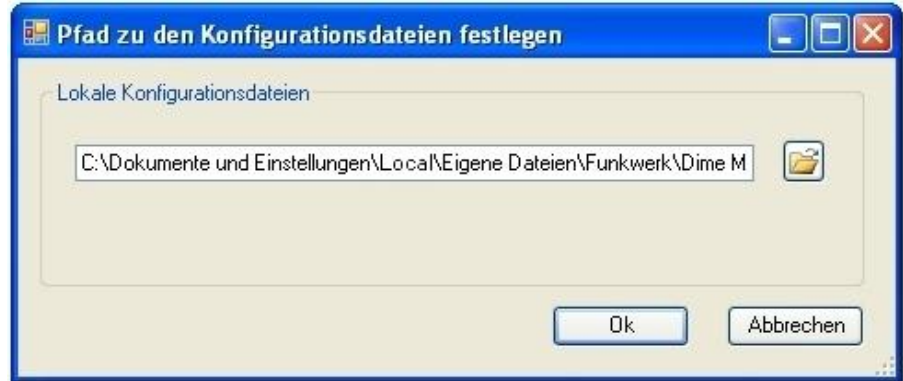 Pfad zu den Konfigurationsdateien festlegen
Lokale Konfigurationsdateien
C:\Dokumente und Einstellungen\Local\Eigene Dateien\Funkwerk\Dime M
Ok
Abbrechen